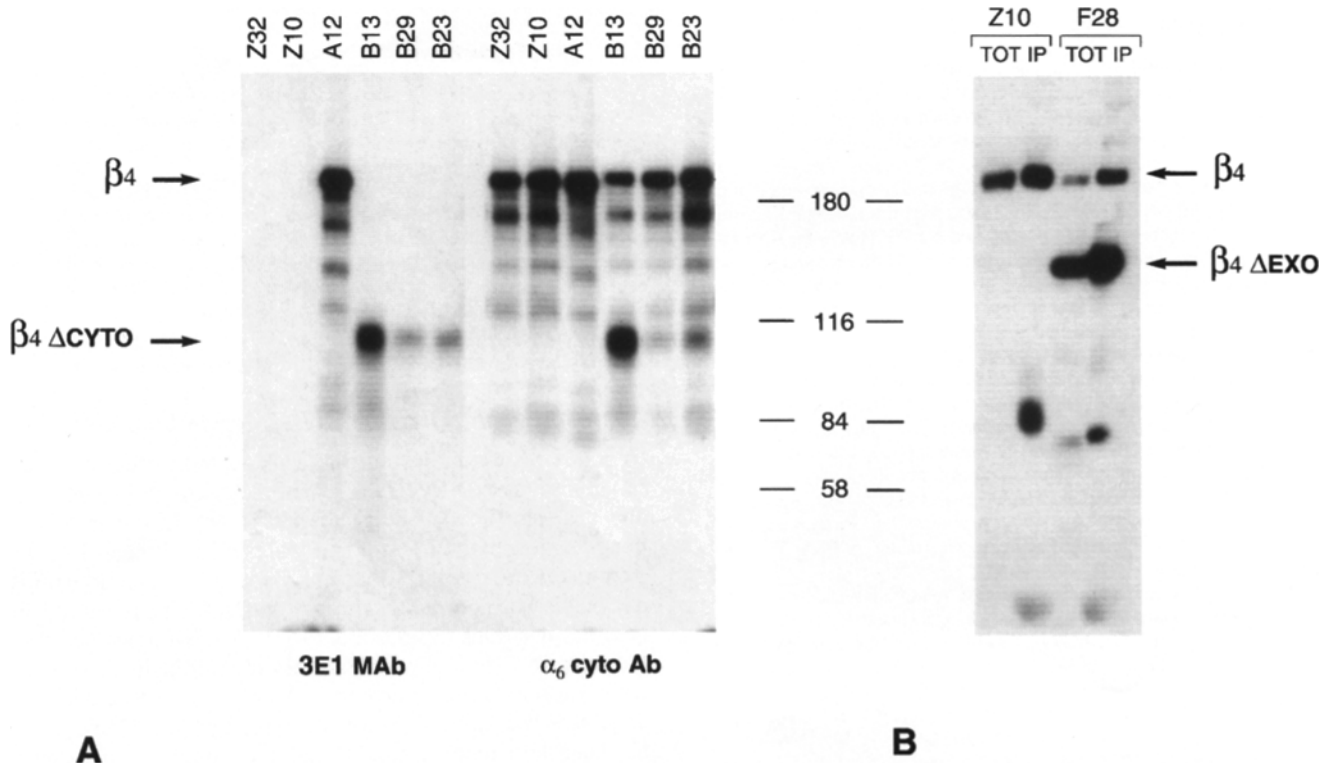 Z32 Z10 A12 B13 B29 B23 Z32 Z10 A12 B13 B29 B23
β4
β4 ΔCYTO
180
116
84
58
3E1 MAb
α6 cyto Ab
A
Z10 F28
TOT IP TOT IP
β4
β4 ΔEXO
B